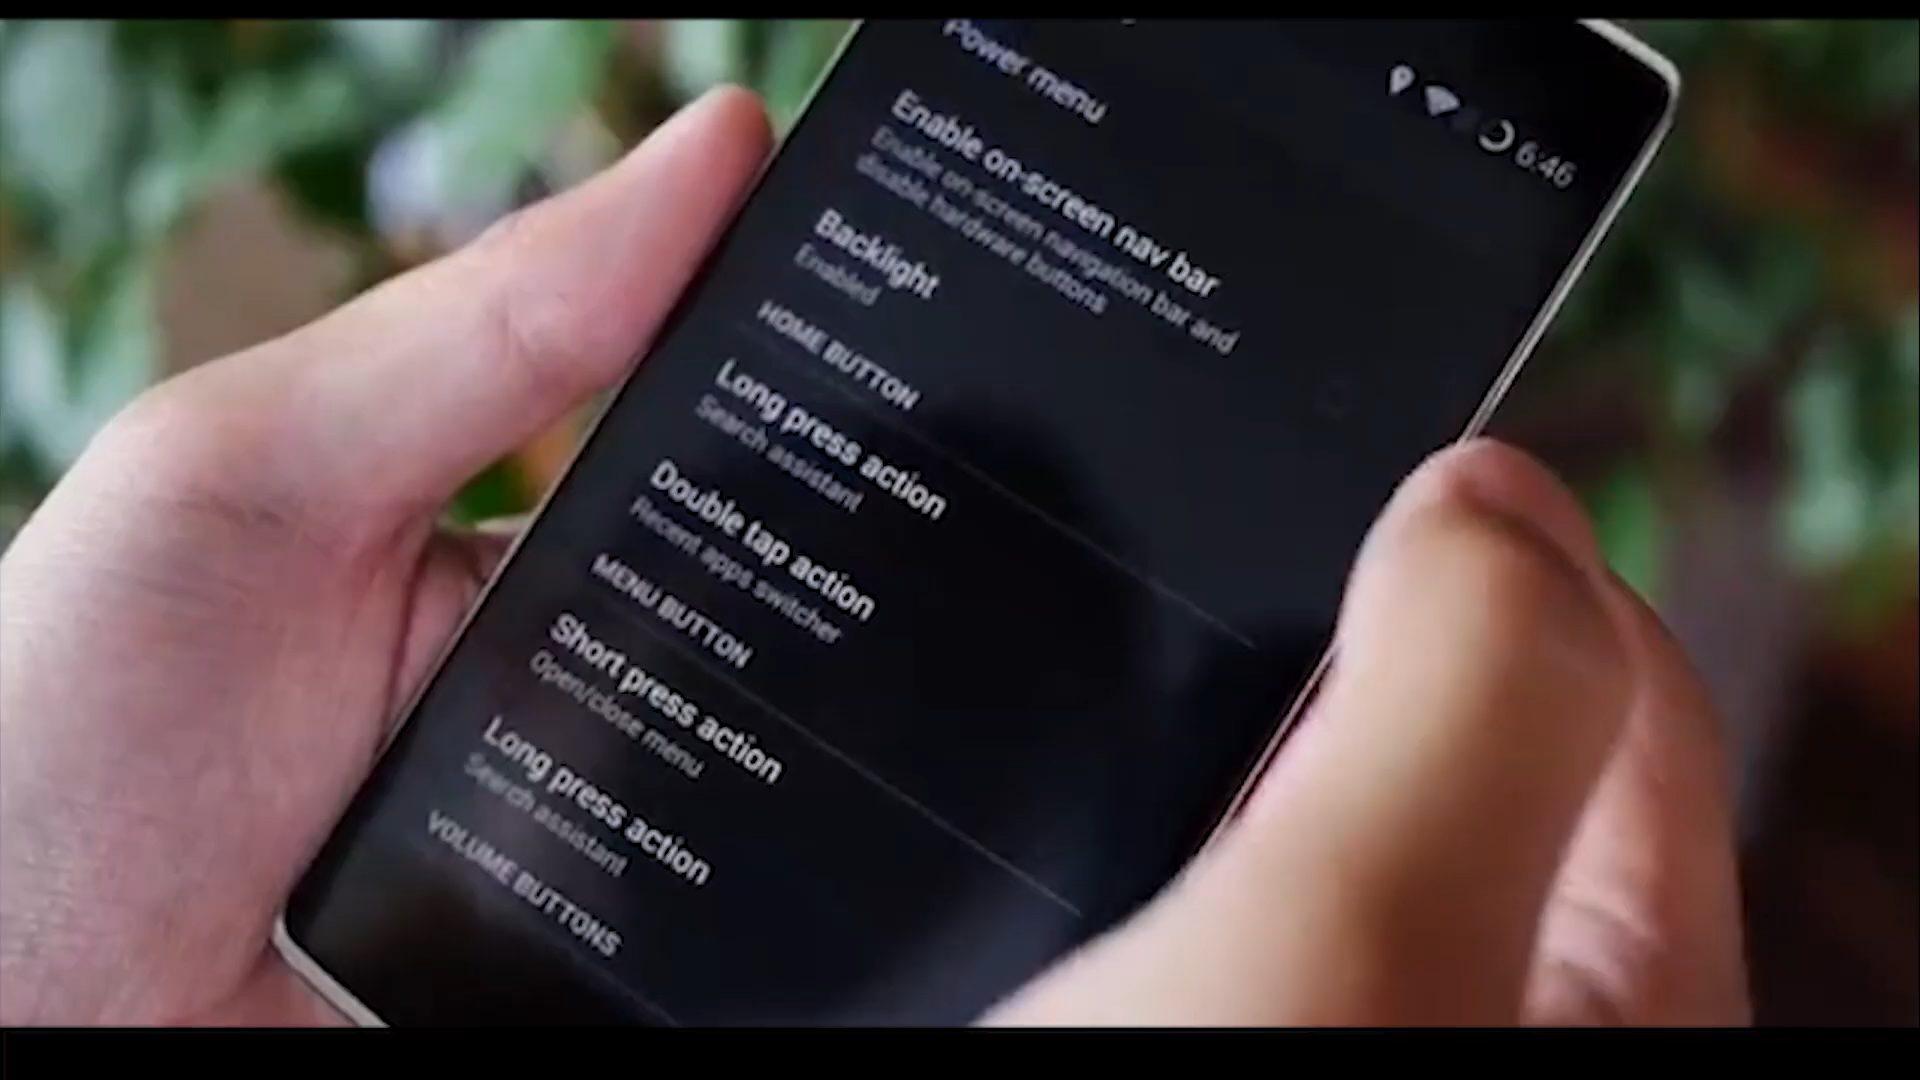 6:46
Power menu
Enable on-screen nav bar
Enable on-screen navigation bar and
disable hardware buttons
Backlight
Enabled
HOME BUTTON
Long press action
Search assistant
Double tap action
Recent apps switcher
MENU BUTTON
Short press action
Open/close menu
Long press action
Search assistant
VOLUME BUTTONS